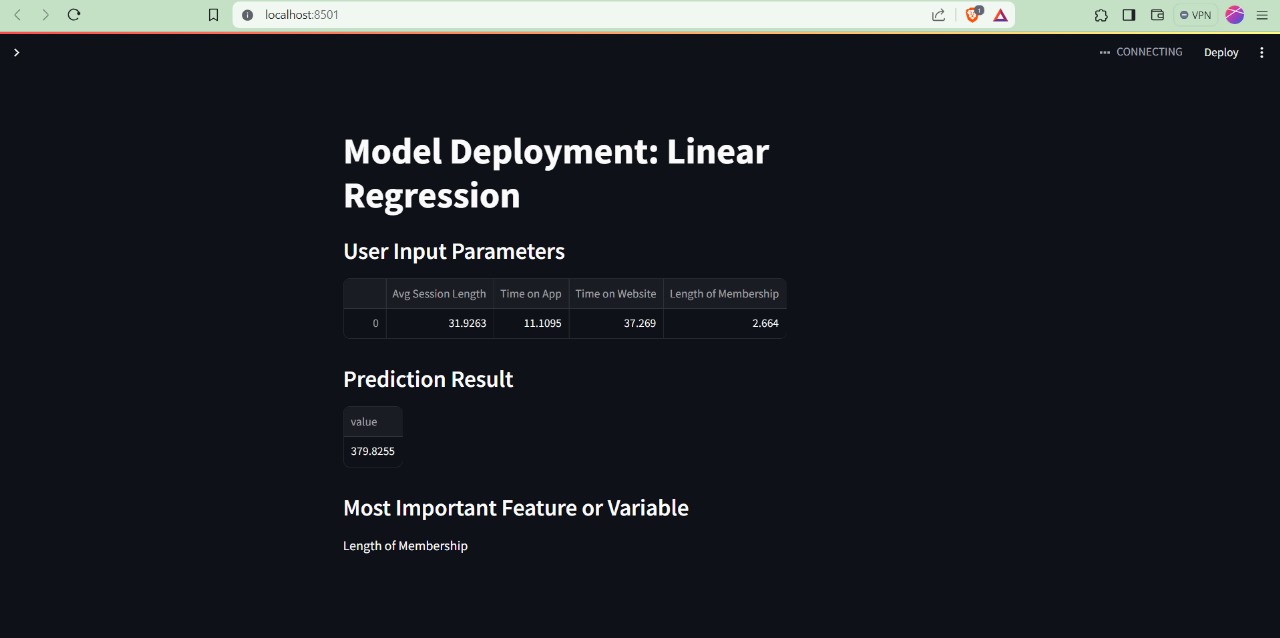 localhost:8501
1
VPN
CONNECTING Deploy
Model Deployment: Linear
Regression
User Input Parameters
Avg Session Length Time on App Time on Website Length of Membership
0 31.9263 11.1095 37.269 2.664
Prediction Result
value
379.8255
Most Important Feature or Variable
Length of Membership